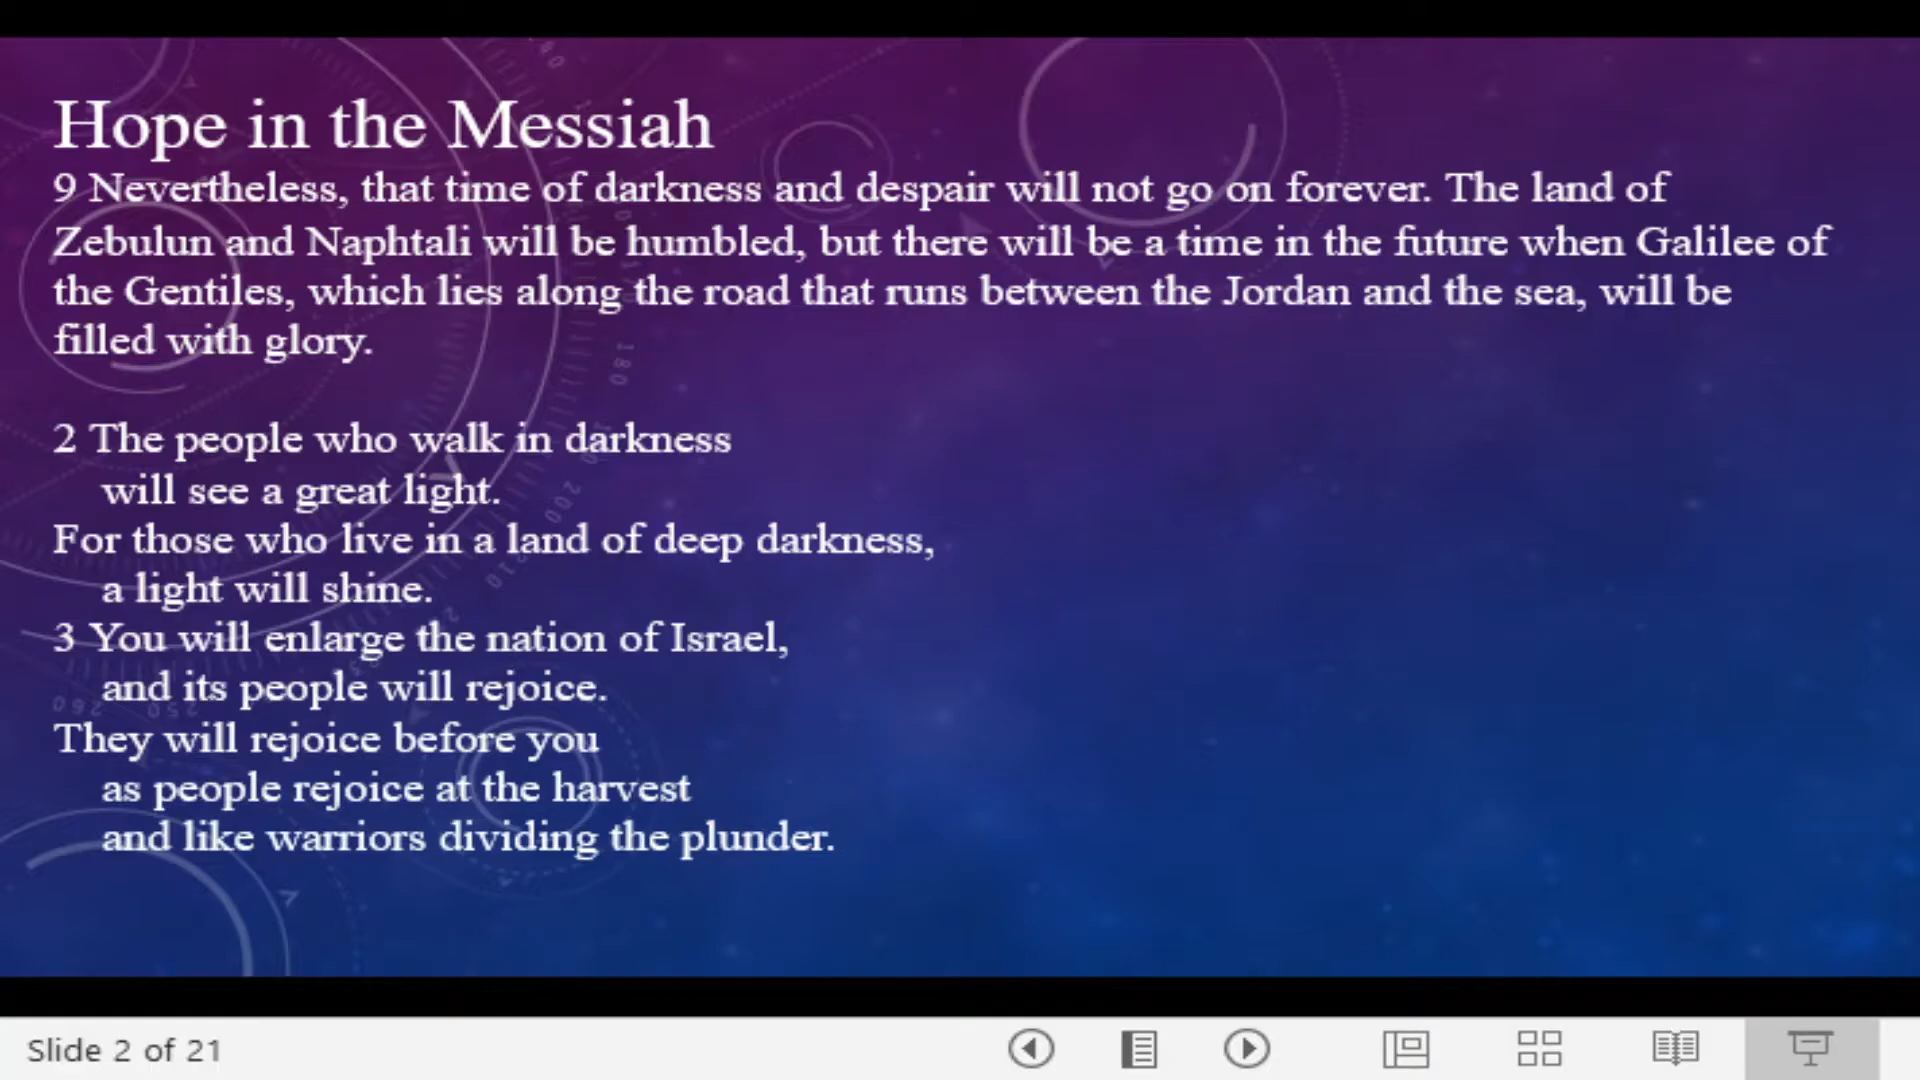 Hope in the Messiah
9 Nevertheless, that time of darkness and despair will not go on forever. The land of
Zebulun and Naphtali will be humbled, but there will be a time in the future when Galilee of
the Gentiles, which lies along the road that runs between the Jordan and the sea, will be
filled with glory.
2 The people who walk in darkness
will see a great light.
For those who live in a land of deep darkness,
a light will shine.
3 You will enlarge the nation of Israel,
and its people will rejoice.
They will rejoice before you
as people rejoice at the harvest
and like warriors dividing the plunder.
180
200
210
250
260
Slide 2 of 21